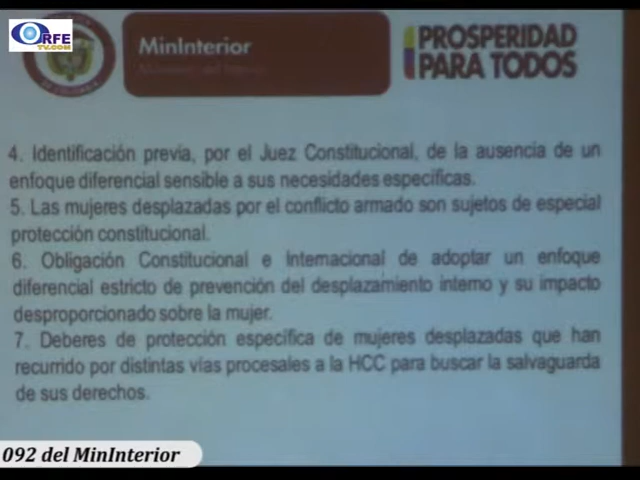 ORFE
TV.COM
MinInterior
PROSPERIDAD
PARA TODOS
4. Identificación previa, por el Juez Constitucional, de la ausencia de un
enfoque diferencial sensible a sus necesidades específicas.
5. Las mujeres desplazadas por el conflicto armado son sujetos de especial
protección constitucional.
6. Obligación Constitucional e Internacional de adoptar un enfoque
diferencial estricto de prevención del desplazamiento interno y su impacto
desproporcionado sobre la mujer.
7. Deberes de protección específica de mujeres desplazadas que han
recurrido por distintas vías procesales a la HCC para buscar la salvaguarda
de sus derechos.
092 del MinInterior